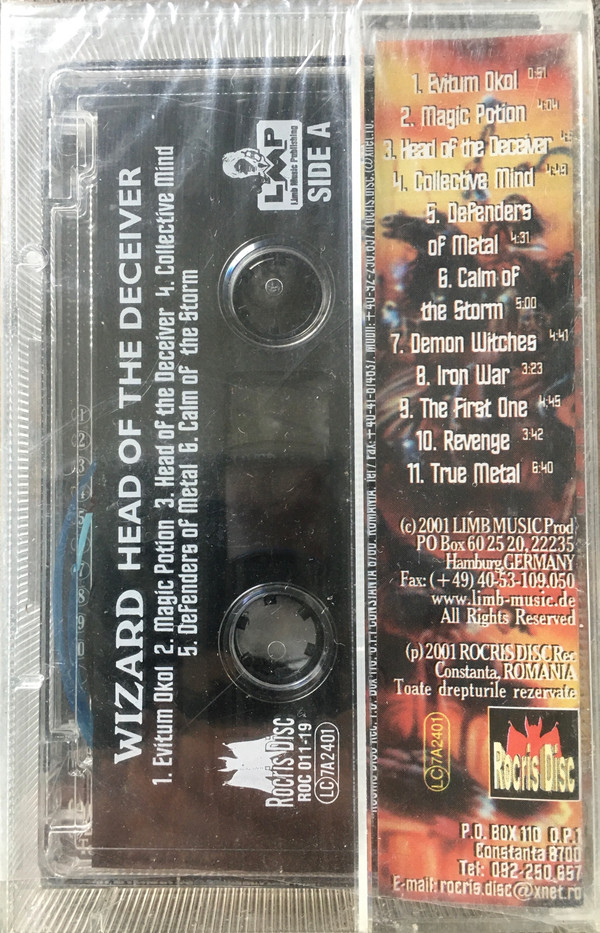 WIZARD HEAD OF THE DECEIVER
1. Evitum Okol 2. Magic Potion 3. Head of the Deceiver 4. Collective Mind
5. Defenders of Metal 6. Calm of the Storm
LMP
Limb Music Publishing
SIDE A
Rocris Disc
ROC 011-19
LC 7A2401
1. Evitum Okol 0:51
2. Magic Potion 4:04
3. Head of the Deceiver
4. Collective Mind
5. Defenders
of Metal 4:31
6. Calm of
the Storm 5:00
7. Demon Witches 4:41
8. Iron War 3:23
9. The First One 4:45
10. Revenge 3:42
11. True Metal 6:40
(c) 2001 LIMB MUSIC Prod
PO Box 60 25 20, 22235
Hamburg, GERMANY
Fax: (+49) 40-53-109.050
www.limb-music.de
All Rights Reserved
(p) 2001 ROCRIS DISC Rec
Constanta, ROMANIA
Toate drepturile rezervate
LC 7A2401
Rocris Disc
P.O. BOX 110 O.P.1
Constanta 8700
Tel: 092-250.657
E-mail: rocris.disc@xnet.ro